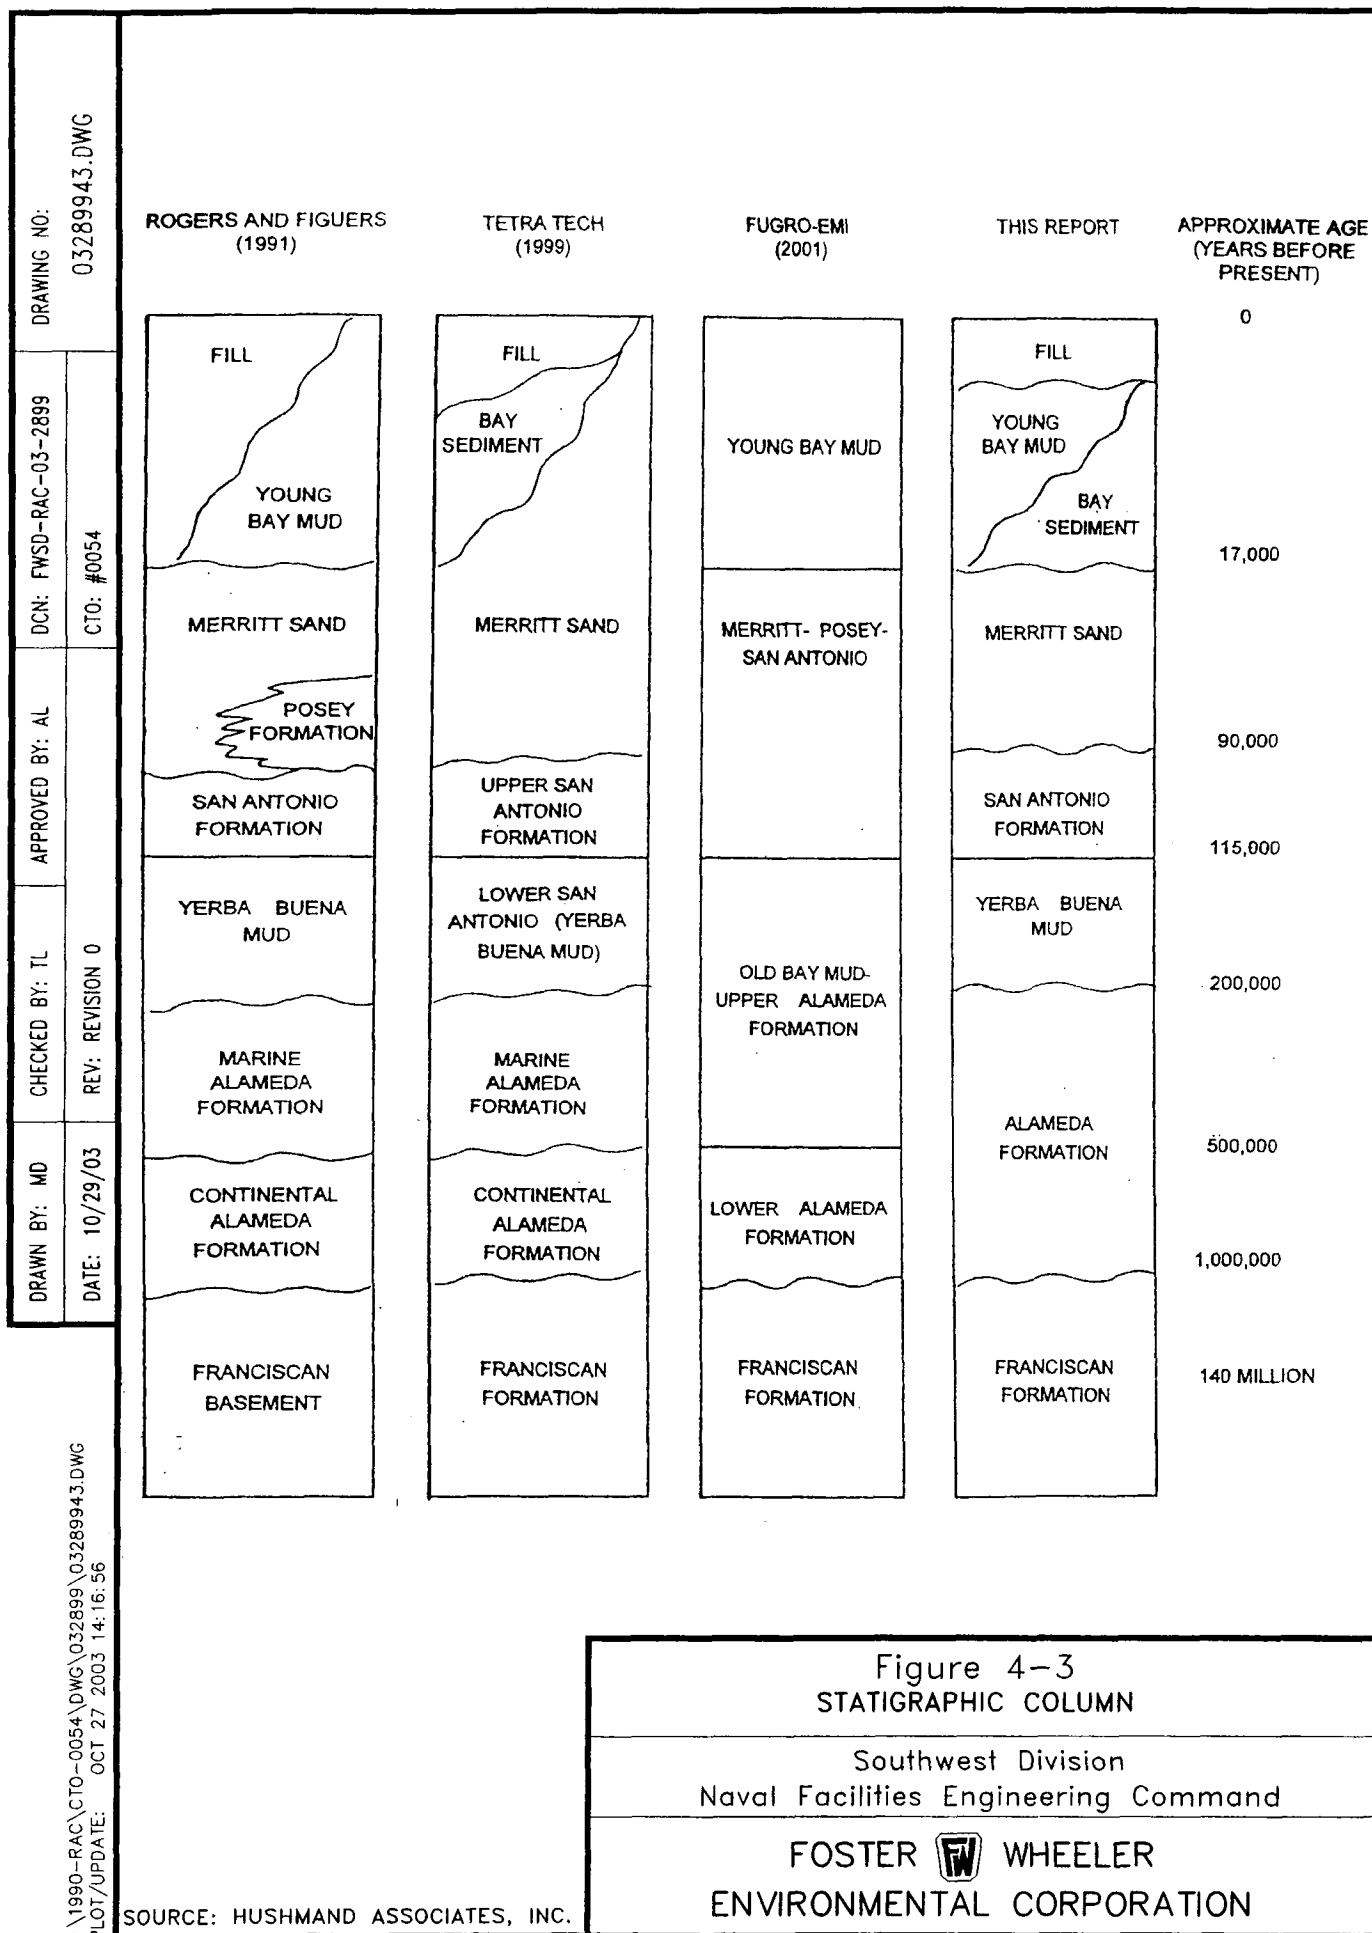 DRAWING NO:
03289943.DWG
DCN: FWSD-RAC-03-2899
CTO: #0054
APPROVED BY: AL
CHECKED BY: TL
REV: REVISION 0
DRAWN BY: MD
DATE: 10/29/03
\1990-RAC\CTO-0054\DWG\032899\03289943.DWG
PLOT/UPDATE: OCT 27 2003 14:16:56
ROGERS AND FIGUERS
(1991)
FILL
YOUNG
BAY MUD
MERRITT SAND
POSEY
FORMATION
SAN ANTONIO
FORMATION
YERBA BUENA
MUD
MARINE
ALAMEDA
FORMATION
CONTINENTAL
ALAMEDA
FORMATION
FRANCISCAN
BASEMENT
TETRA TECH
(1999)
FILL
BAY
SEDIMENT
MERRITT SAND
UPPER SAN
ANTONIO
FORMATION
LOWER SAN
ANTONIO (YERBA
BUENA MUD)
MARINE
ALAMEDA
FORMATION
CONTINENTAL
ALAMEDA
FORMATION
FRANCISCAN
FORMATION
FUGRO-EMI
(2001)
YOUNG BAY MUD
MERRITT- POSEY-
SAN ANTONIO
OLD BAY MUD-
UPPER ALAMEDA
FORMATION
LOWER ALAMEDA
FORMATION
FRANCISCAN
FORMATION
THIS REPORT
FILL
YOUNG
BAY MUD
BAY
SEDIMENT
MERRITT SAND
SAN ANTONIO
FORMATION
YERBA BUENA
MUD
ALAMEDA
FORMATION
FRANCISCAN
FORMATION
APPROXIMATE AGE
(YEARS BEFORE
PRESENT)
0
17,000
90,000
115,000
200,000
500,000
1,000,000
140 MILLION
SOURCE: HUSHMAND ASSOCIATES, INC.
Figure 4-3
STATIGRAPHIC COLUMN
Southwest Division
Naval Facilities Engineering Command
FOSTER FW WHEELER
ENVIRONMENTAL CORPORATION